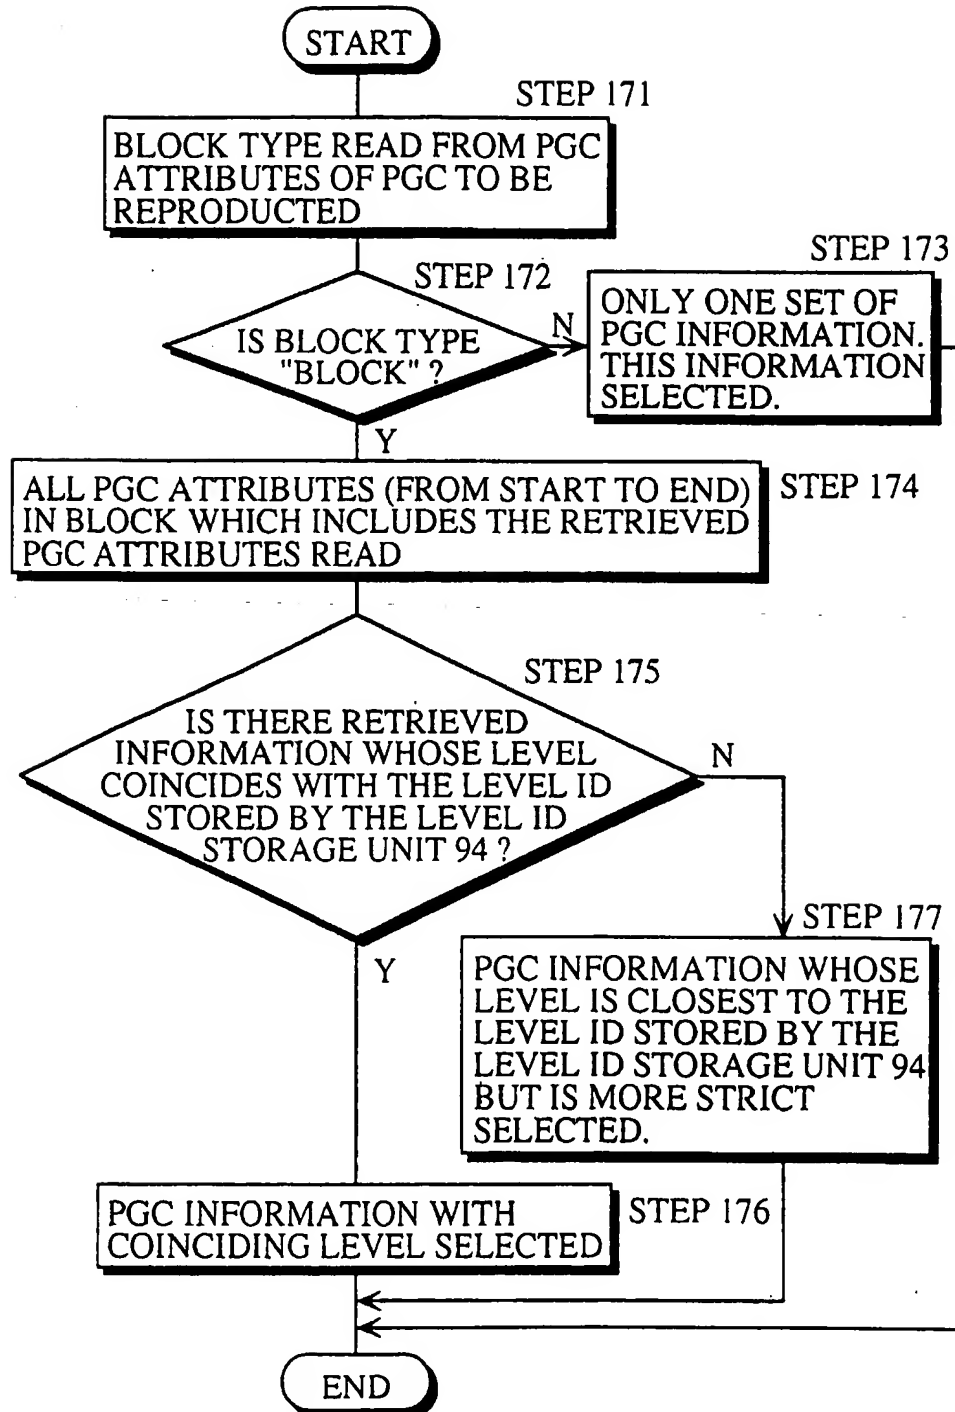 START
STEP 171
BLOCK TYPE READ FROM PGC
ATTRIBUTES OF PGC TO BE
REPRODUCTED
STEP 172
IS BLOCK TYPE
"BLOCK" ?
N
STEP 173
ONLY ONE SET OF
PGC INFORMATION.
THIS INFORMATION
SELECTED.
Y
ALL PGC ATTRIBUTES (FROM START TO END)
IN BLOCK WHICH INCLUDES THE RETRIEVED
PGC ATTRIBUTES READ
STEP 174
STEP 175
IS THERE RETRIEVED
INFORMATION WHOSE LEVEL
COINCIDES WITH THE LEVEL ID
STORED BY THE LEVEL ID
STORAGE UNIT 94 ?
N
Y
STEP 177
PGC INFORMATION WHOSE
LEVEL IS CLOSEST TO THE
LEVEL ID STORED BY THE
LEVEL ID STORAGE UNIT 94
BUT IS MORE STRICT
SELECTED.
PGC INFORMATION WITH
COINCIDING LEVEL SELECTED
STEP 176
END